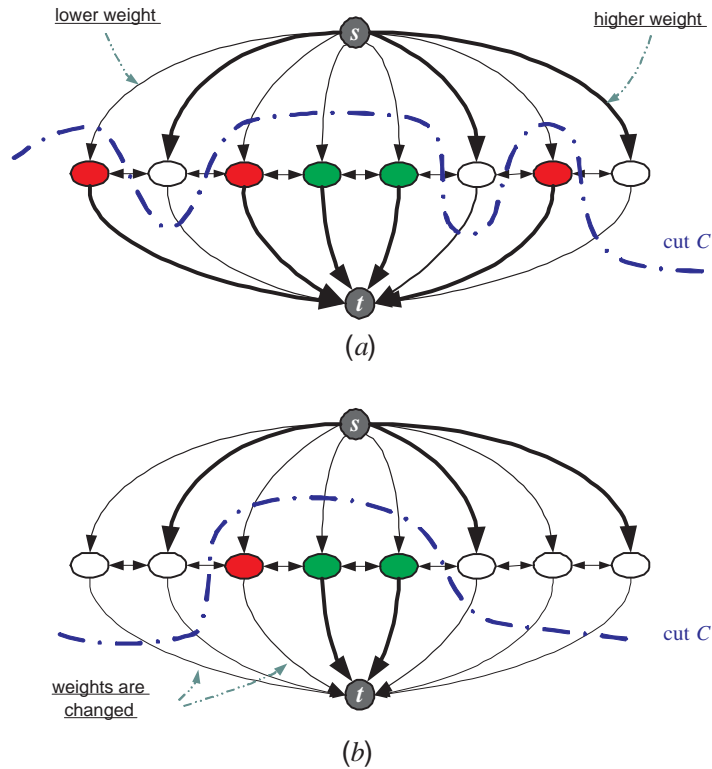 lower weight
higher weight
s
cut C
t
(a)
s
cut C
weights are
changed
t
(b)